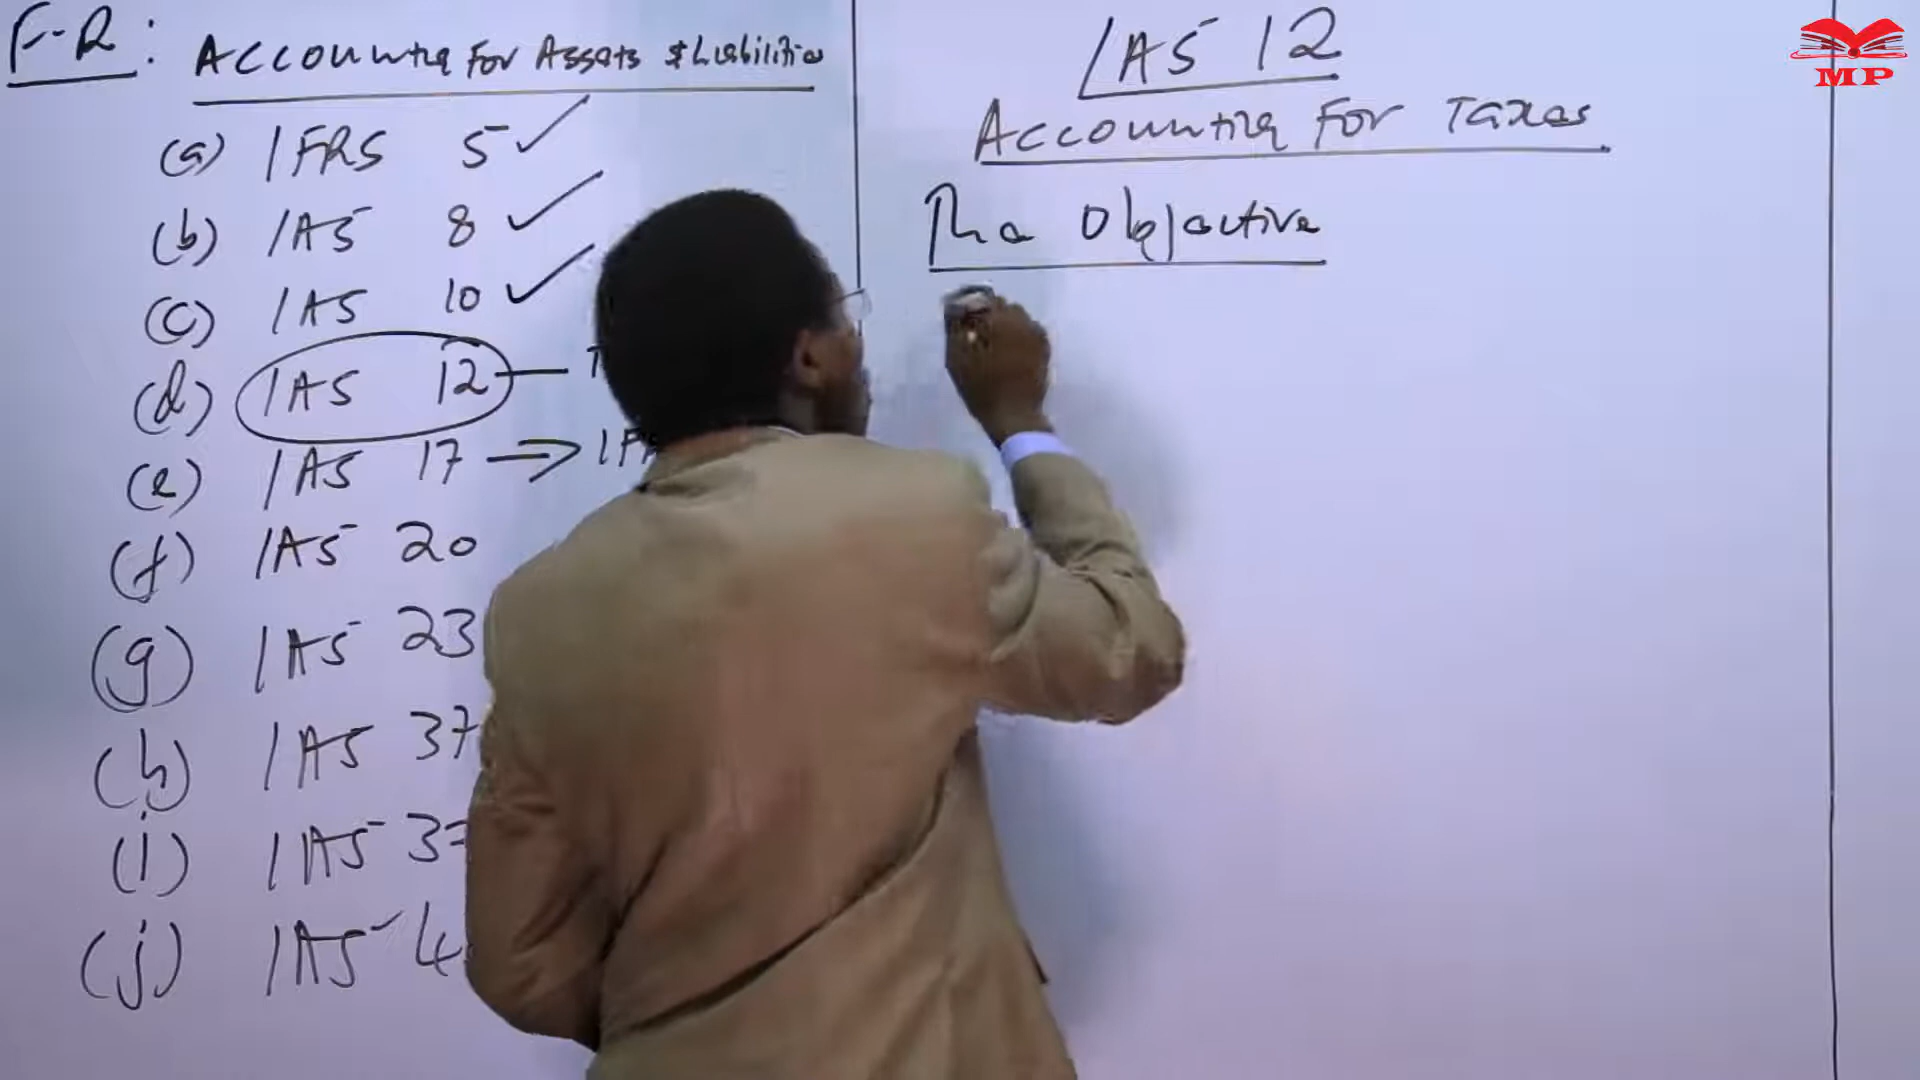 F-R: Accounting For Assets & Liabilities
(a) IFRS 5 ✓
(b) IAS 8 ✓
(c) IAS 10 ✓
(d) IAS 12 —
(e) IAS 17 ⇒
(f) IAS 20
(g) IAS 23
(h) IAS 37
(i) IAS
(j) IAS
IAS 12
Accounting For Taxes
The Objective
MP